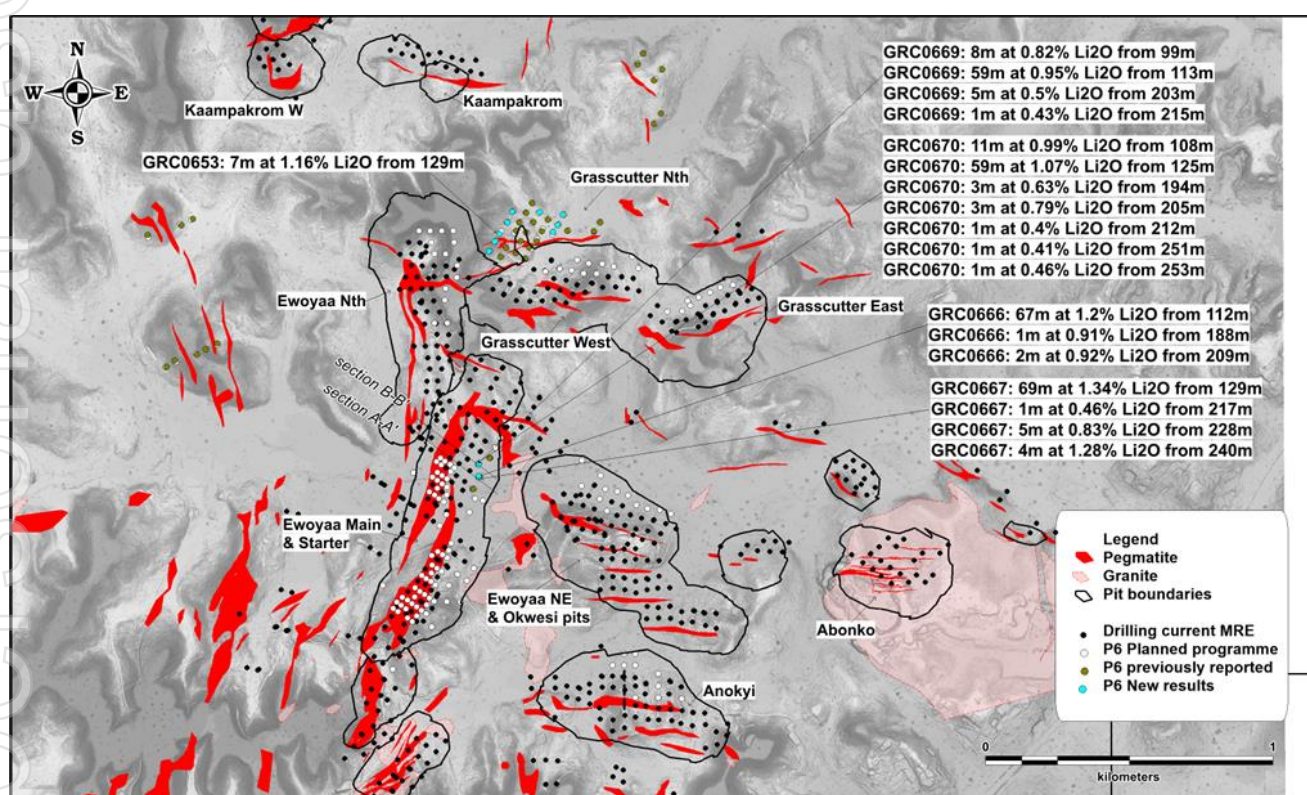 N
W E
S
Kaampakrom W
Kaampakrom
GRC0653: 7m at 1.16% Li2O from 129m
Grasscutter Nth
GRC0669: 8m at 0.82% Li2O from 99m
GRC0669: 59m at 0.95% Li2O from 113m
GRC0669: 5m at 0.5% Li2O from 203m
GRC0669: 1m at 0.43% Li2O from 215m
GRC0670: 11m at 0.99% Li2O from 108m
GRC0670: 59m at 1.07% Li2O from 125m
GRC0670: 3m at 0.63% Li2O from 194m
GRC0670: 3m at 0.79% Li2O from 205m
GRC0670: 1m at 0.4% Li2O from 212m
GRC0670: 1m at 0.41% Li2O from 251m
GRC0670: 1m at 0.46% Li2O from 253m
Ewoyaa Nth
Grasscutter East
Grasscutter West
GRC0666: 67m at 1.2% Li2O from 112m
GRC0666: 1m at 0.91% Li2O from 188m
GRC0666: 2m at 0.92% Li2O from 209m
section B-B'
section A-A'
GRC0667: 69m at 1.34% Li2O from 129m
GRC0667: 1m at 0.46% Li2O from 217m
GRC0667: 5m at 0.83% Li2O from 228m
GRC0667: 4m at 1.28% Li2O from 240m
Ewoyaa Main
& Starter
Ewoyaa NE
& Okwesi pits
Abonko
Anokyi
Legend
Pegmatite
Granite
Pit boundaries
Drilling current MRE
P6 Planned programme
P6 previously reported
P6 New results
0 1
kilometers